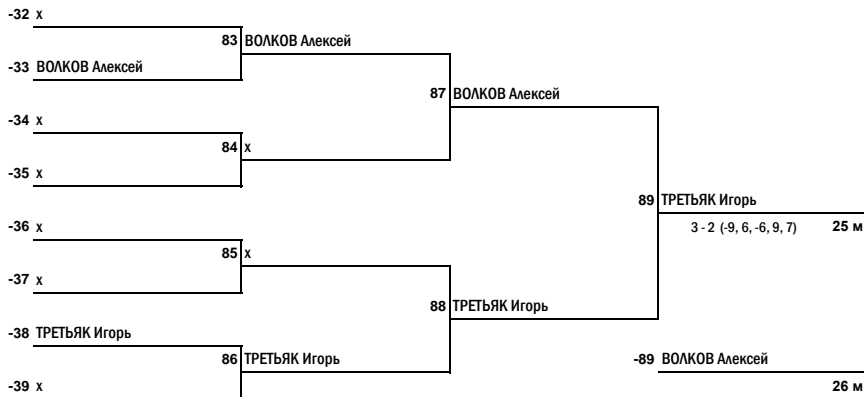 -32 x
83 ВОЛКОВ Алексей
-33 ВОЛКОВ Алексей
87 ВОЛКОВ Алексей
-34 x
84 x
-35 x
89 ТРЕТЬЯК Игорь
-36 x
3 - 2 (-9, 6, -6, 9, 7) 25 м
85 x
-37 x
88 ТРЕТЬЯК Игорь
-38 ТРЕТЬЯК Игорь
86 ТРЕТЬЯК Игорь
-89 ВОЛКОВ Алексей
-39 x
26 м